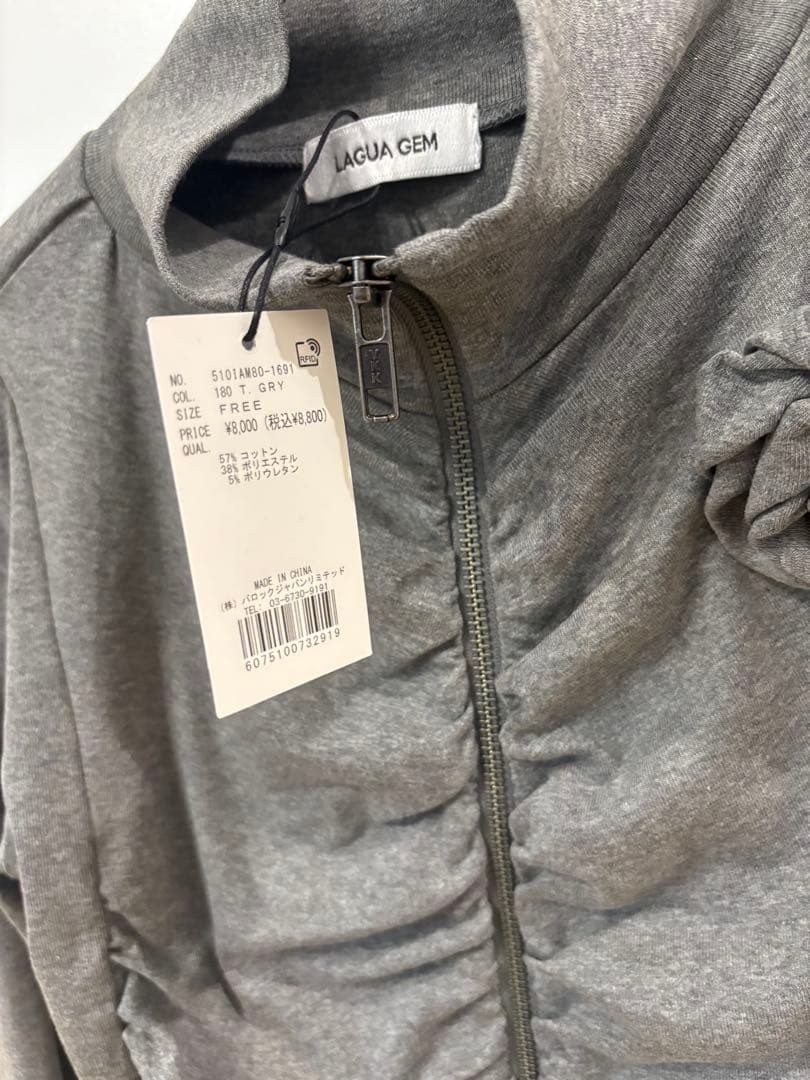 LAGUA GEM
RFID
YKK
NO. 5101AM80-1691
COL. 180 T. GRY
SIZE FREE
PRICE ¥8,000 (税込¥8,800)
QUAL.
57% コットン
38% ポリエステル
5% ポリウレタン
MADE IN CHINA
(株) バロックジャパンリミテッド
TEL: 03-6730-9191
6075100732919